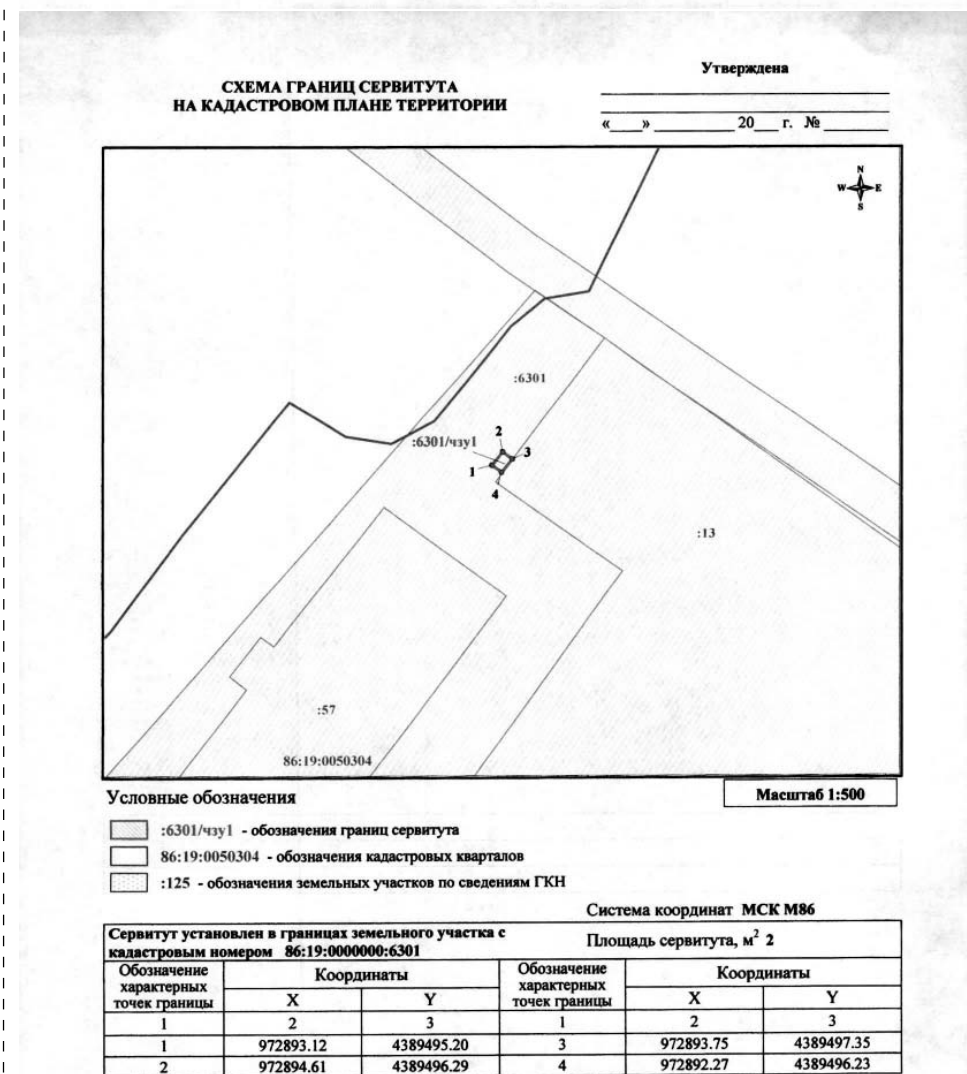 Утверждена
СХЕМА ГРАНИЦ СЕРВИТУТА
НА КАДАСТРОВОМ ПЛАНЕ ТЕРРИТОРИИ
«___» _________ 20___ г. № ________
N
W E
S
:6301
:6301/чзу1
2
3
1
4
:13
:57
86:19:0050304
Условные обозначения
Масштаб 1:500
:6301/чзу1 - обозначения границ сервитута
86:19:0050304 - обозначения кадастровых кварталов
:125 - обозначения земельных участков по сведениям ГКН
Система координат МСК М86
Сервитут установлен в границах земельного участка с
кадастровым номером 86:19:0000000:6301
Площадь сервитута, м² 2
Обозначение характерных точек границы Координаты Обозначение характерных точек границы Координаты
X Y X Y
1 2 3 1 2 3
1 972893.12 4389495.20 3 972893.75 4389497.35
2 972894.61 4389496.29 4 972892.27 4389496.23